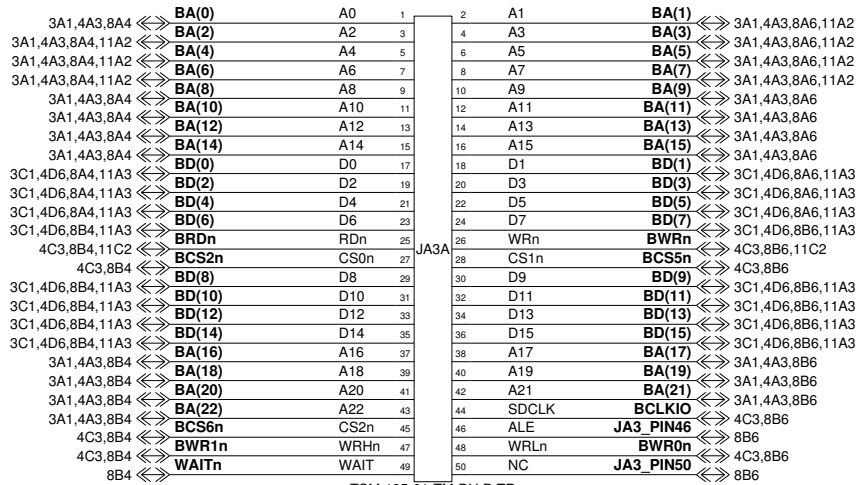 BA(0) A0 1 2 A1 BA(1)
3A1,4A3,8A4 3A1,4A3,8A6,11A2
BA(2) A2 3 4 A3 BA(3)
3A1,4A3,8A4,11A2 3A1,4A3,8A6,11A2
BA(4) A4 5 6 A5 BA(5)
3A1,4A3,8A4,11A2 3A1,4A3,8A6,11A2
BA(6) A6 7 8 A7 BA(7)
3A1,4A3,8A4,11A2 3A1,4A3,8A6,11A2
BA(8) A8 9 10 A9 BA(9)
3A1,4A3,8A4 3A1,4A3,8A6
BA(10) A10 11 12 A11 BA(11)
3A1,4A3,8A4 3A1,4A3,8A6
BA(12) A12 13 14 A13 BA(13)
3A1,4A3,8A4 3A1,4A3,8A6
BA(14) A14 15 16 A15 BA(15)
3A1,4A3,8A4 3A1,4A3,8A6
BD(0) D0 17 18 D1 BD(1)
3C1,4D6,8A4,11A3 3C1,4D6,8A6,11A3
BD(2) D2 19 20 D3 BD(3)
3C1,4D6,8A4,11A3 3C1,4D6,8A6,11A3
BD(4) D4 21 22 D5 BD(5)
3C1,4D6,8A4,11A3 3C1,4D6,8A6,11A3
BD(6) D6 23 24 D7 BD(7)
3C1,4D6,8B4,11A3 3C1,4D6,8B6,11A3
BRDn RDn 25 26 WRn BWRn
4C3,8B4,11C2 JA3A 4C3,8B6,11C2
BCS2n CS0n 27 28 CS1n BCS5n
4C3,8B4 4C3,8B6
BD(8) D8 29 30 D9 BD(9)
3C1,4D6,8B4,11A3 3C1,4D6,8B6,11A3
BD(10) D10 31 32 D11 BD(11)
3C1,4D6,8B4,11A3 3C1,4D6,8B6,11A3
BD(12) D12 33 34 D13 BD(13)
3C1,4D6,8B4,11A3 3C1,4D6,8B6,11A3
BD(14) D14 35 36 D15 BD(15)
3C1,4D6,8B4,11A3 3C1,4D6,8B6,11A3
BA(16) A16 37 38 A17 BA(17)
3A1,4A3,8B4 3A1,4A3,8B6
BA(18) A18 39 40 A19 BA(19)
3A1,4A3,8B4 3A1,4A3,8B6
BA(20) A20 41 42 A21 BA(21)
3A1,4A3,8B4 3A1,4A3,8B6
BA(22) A22 43 44 SDCLK BCLKIO
3A1,4A3,8B4 4C3,8B6
BCS6n CS2n 45 46 ALE JA3_PIN46
4C3,8B4 8B6
BWR1n WRHn 47 48 WRLn BWR0n
4C3,8B4 4C3,8B6
WAITn WAIT 49 50 NC JA3_PIN50
8B4 8B6